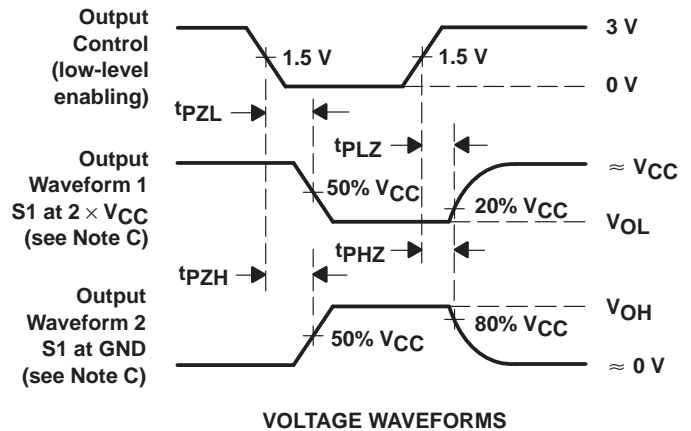 Output
Control
(low-level
enabling)
1.5 V
1.5 V
3 V
0 V
tPZL
tPLZ
Output
Waveform 1
S1 at 2 × VCC
(see Note C)
50% VCC
20% VCC
≈ VCC
VOL
tPZH
tPHZ
Output
Waveform 2
S1 at GND
(see Note C)
50% VCC
80% VCC
VOH
≈ 0 V
VOLTAGE WAVEFORMS